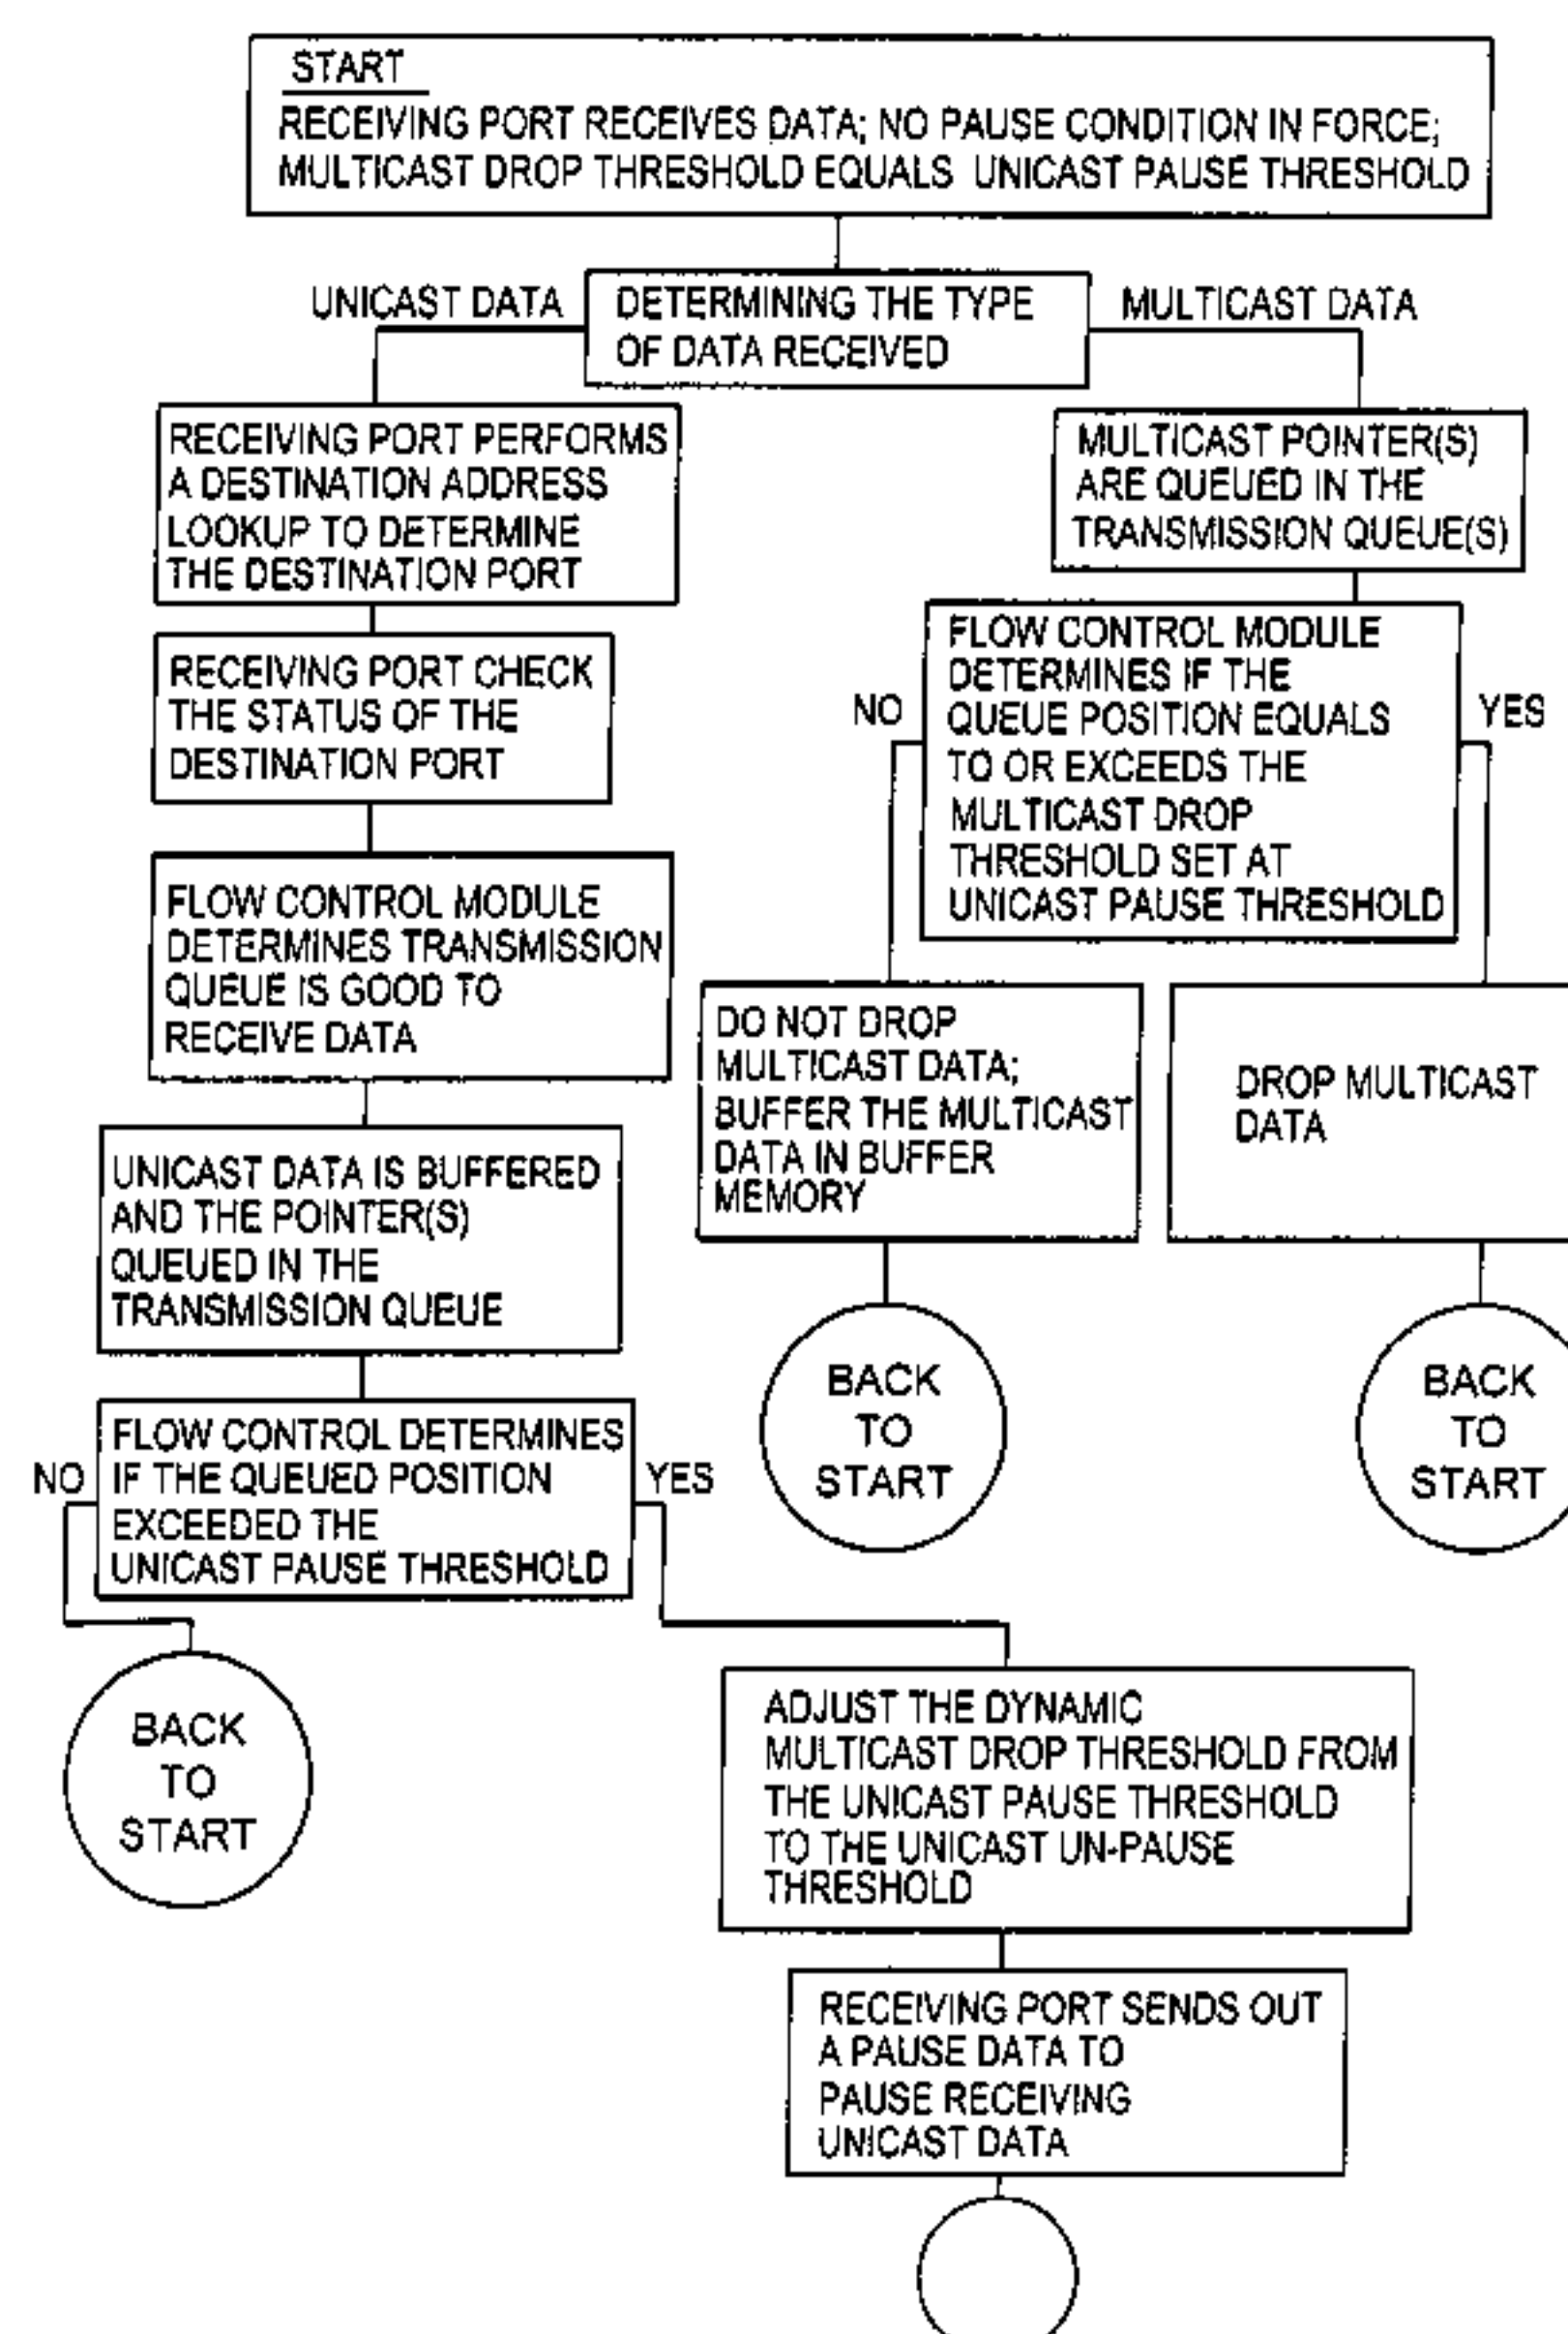 START
RECEIVING PORT RECEIVES DATA; NO PAUSE CONDITION IN FORCE;
MULTICAST DROP THRESHOLD EQUALS UNICAST PAUSE THRESHOLD
UNICAST DATA
DETERMINING THE TYPE
OF DATA RECEIVED
MULTICAST DATA
RECEIVING PORT PERFORMS
A DESTINATION ADDRESS
LOOKUP TO DETERMINE
THE DESTINATION PORT
MULTICAST POINTER(S)
ARE QUEUED IN THE
TRANSMISSION QUEUE(S)
RECEIVING PORT CHECK
THE STATUS OF THE
DESTINATION PORT
NO
FLOW CONTROL MODULE
DETERMINES IF THE
QUEUE POSITION EQUALS
TO OR EXCEEDS THE
MULTICAST DROP
THRESHOLD SET AT
UNICAST PAUSE THRESHOLD
YES
FLOW CONTROL MODULE
DETERMINES TRANSMISSION
QUEUE IS GOOD TO
RECEIVE DATA
DO NOT DROP
MULTICAST DATA;
BUFFER THE MULTICAST
DATA IN BUFFER
MEMORY
DROP MULTICAST
DATA
UNICAST DATA IS BUFFERED
AND THE POINTER(S)
QUEUED IN THE
TRANSMISSION QUEUE
BACK
TO
START
BACK
TO
START
NO
FLOW CONTROL DETERMINES
IF THE QUEUED POSITION
EXCEEDED THE
UNICAST PAUSE THRESHOLD
YES
BACK
TO
START
ADJUST THE DYNAMIC
MULTICAST DROP THRESHOLD FROM
THE UNICAST PAUSE THRESHOLD
TO THE UNICAST UN-PAUSE
THRESHOLD
RECEIVING PORT SENDS OUT
A PAUSE DATA TO
PAUSE RECEIVING
UNICAST DATA